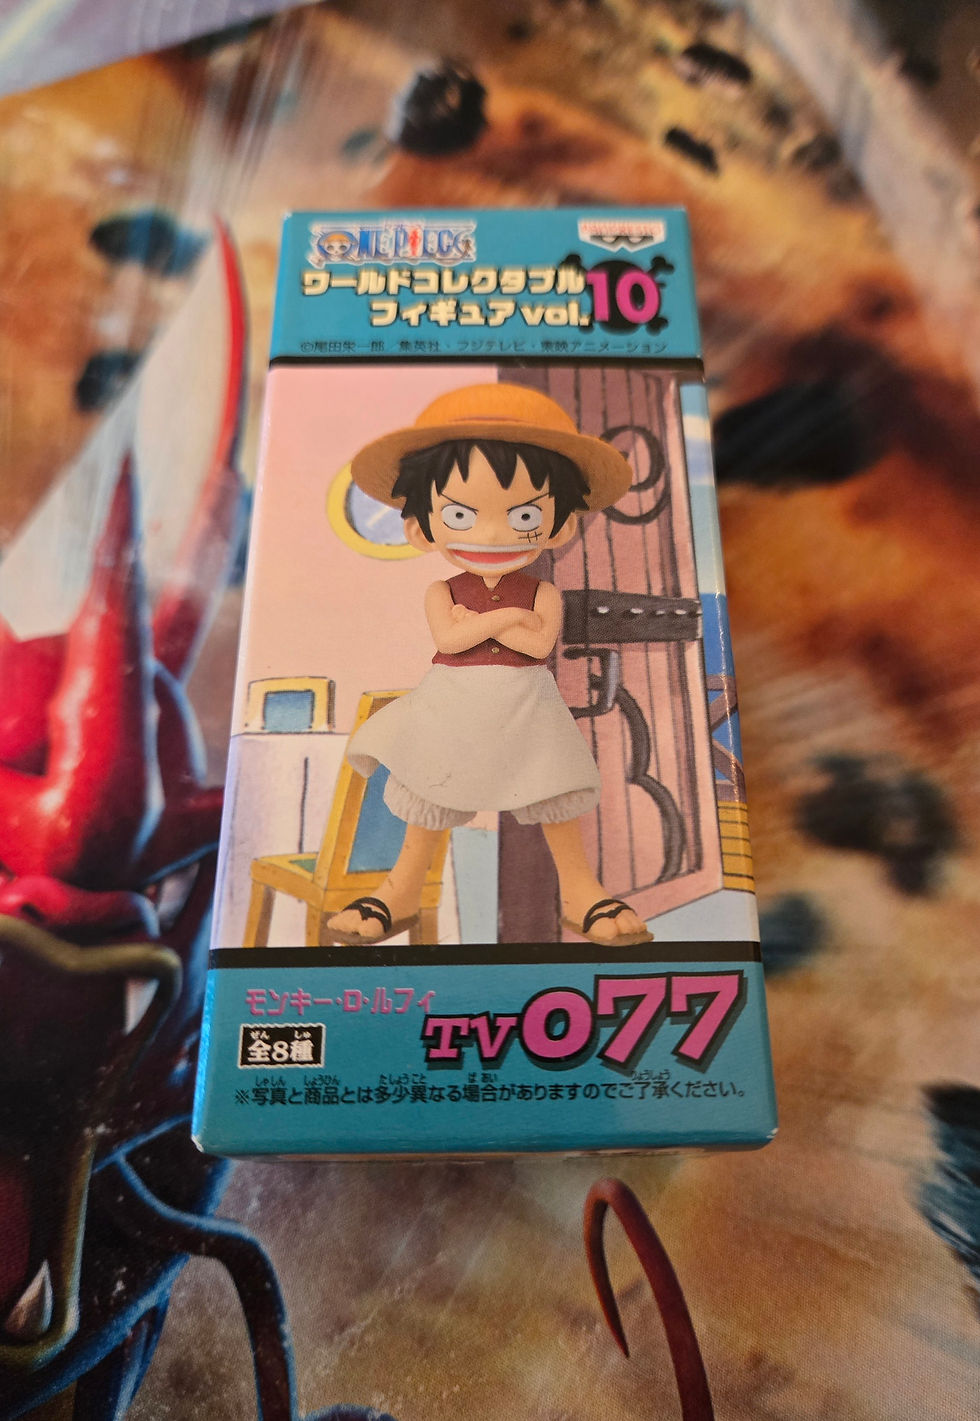 ONE PIECE
BANPRESTO
ワールドコレクタブル
フィギュア vol.10
©尾田栄一郎／集英社・フジテレビ・東映アニメーション
モンキー・D・ルフィ
TV077
全8種
※写真と商品とは多少異なる場合がありますのでご了承ください。